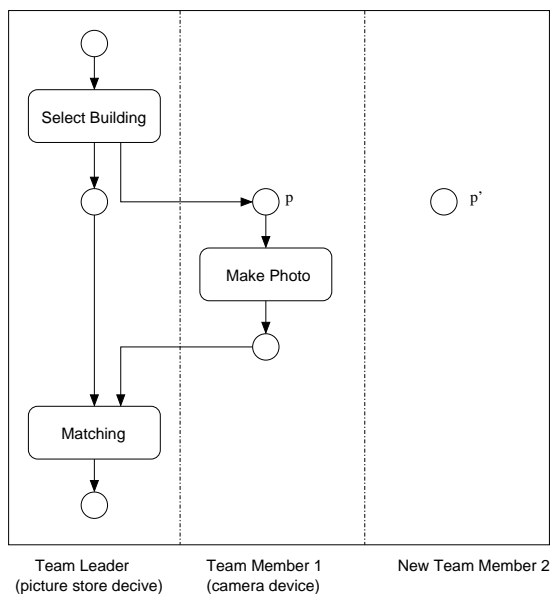 Select Building
p
p’
Make Photo
Matching
Team Leader
(picture store decive)
Team Member 1
(camera device)
New Team Member 2